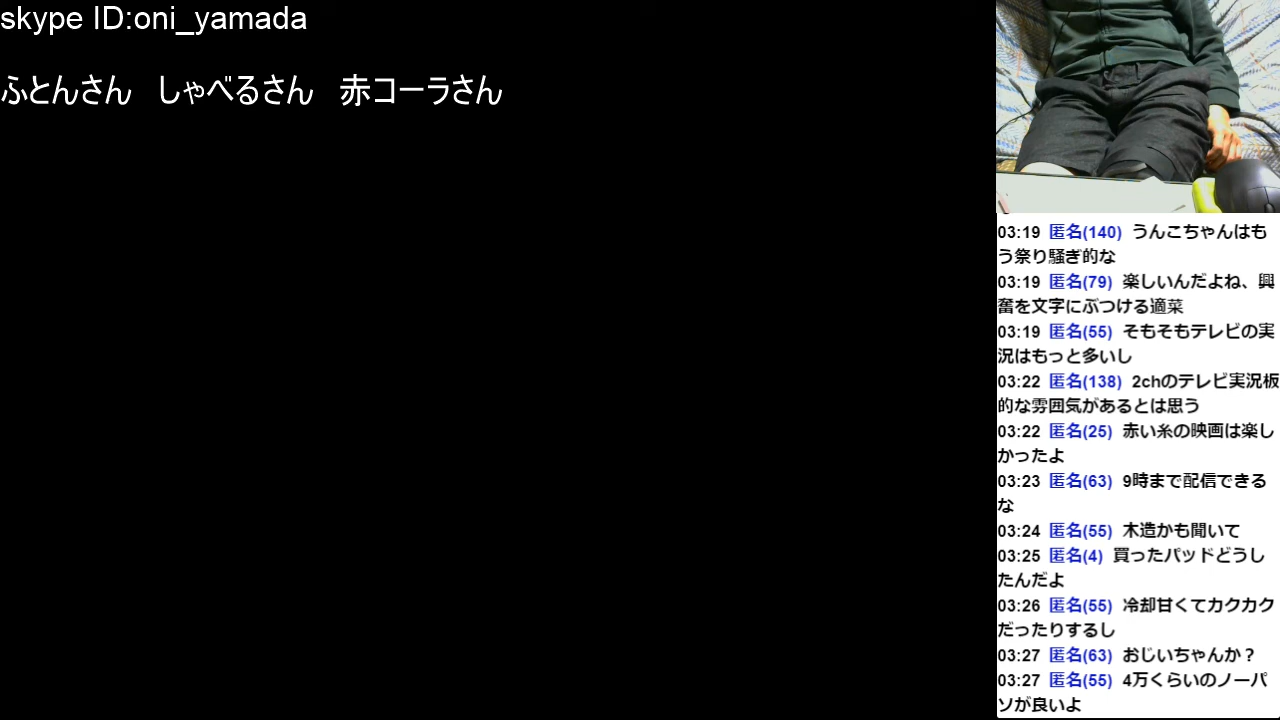 skype ID:oni_yamada
ふとんさん　しゃべるさん　赤コーラさん
03:19 匿名(140) うんこちゃんはも
う祭り騒ぎ的な
03:19 匿名(79) 楽しいんだよね、興
奮を文字にぶつける適菜
03:19 匿名(55) そもそもテレビの実
況はもっと多いし
03:22 匿名(138) 2chのテレビ実況板
的な雰囲気があるとは思う
03:22 匿名(25) 赤い糸の映画は楽し
かったよ
03:23 匿名(63) 9時まで配信できる
な
03:24 匿名(55) 木造かも聞いて
03:25 匿名(4) 買ったパッドどうし
たんだよ
03:26 匿名(55) 冷却甘くてカクカク
だったりするし
03:27 匿名(63) おじいちゃんか？
03:27 匿名(55) 4万くらいのノーパ
ソが良いよ